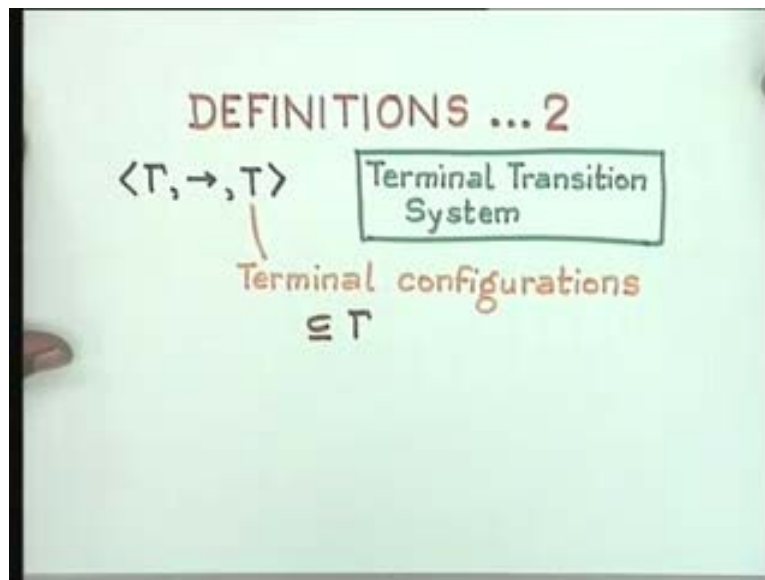 DEFINITIONS ... 2
⟨Γ, →, T⟩
Terminal Transition
System
Terminal configurations
⊆ Γ